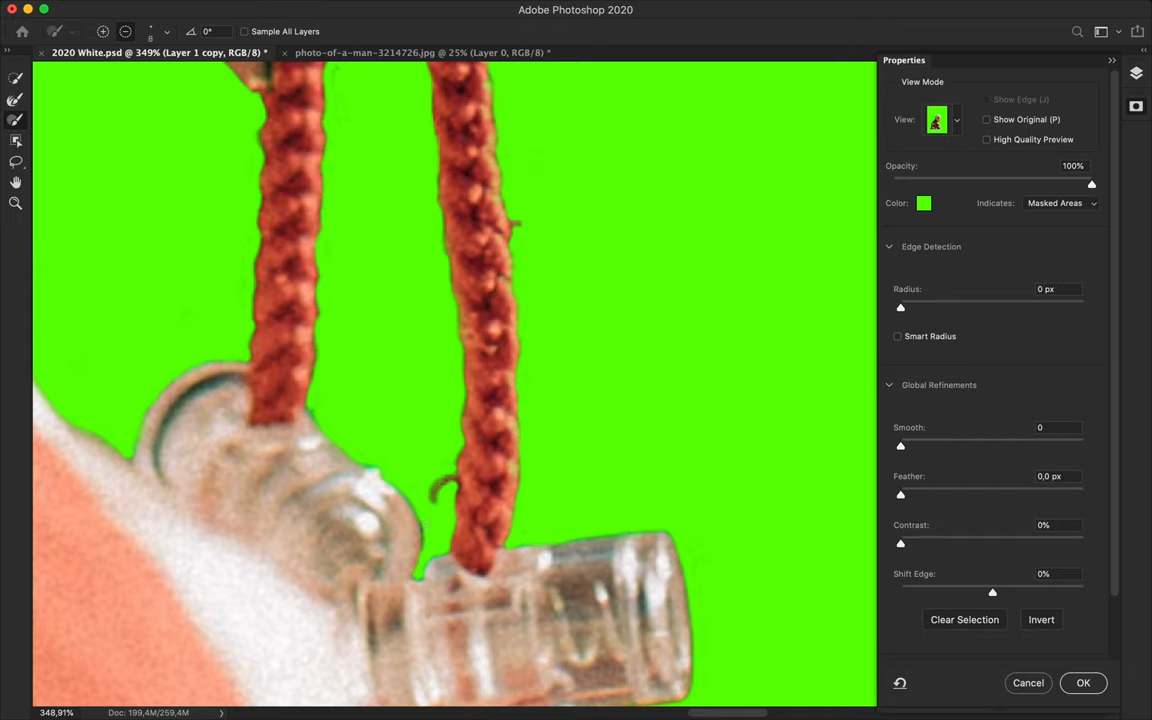 Adobe Photoshop 2020
8
0°
Sample All Layers
2020 White.psd @ 349% (Layer 1 copy, RGB/8) *
photo-of-a-man-3214726.jpg @ 25% (Layer 0, RGB/8) *
Properties
View Mode
Show Edge (J)
View:
Show Original (P)
High Quality Preview
Opacity:
100%
Color:
Indicates:
Masked Areas
Edge Detection
Radius:
0 px
Smart Radius
Global Refinements
Smooth:
0
Feather:
0,0 px
Contrast:
0%
Shift Edge:
0%
Clear Selection
Invert
Cancel
OK
348,91%
Doc: 199,4M/259,4M